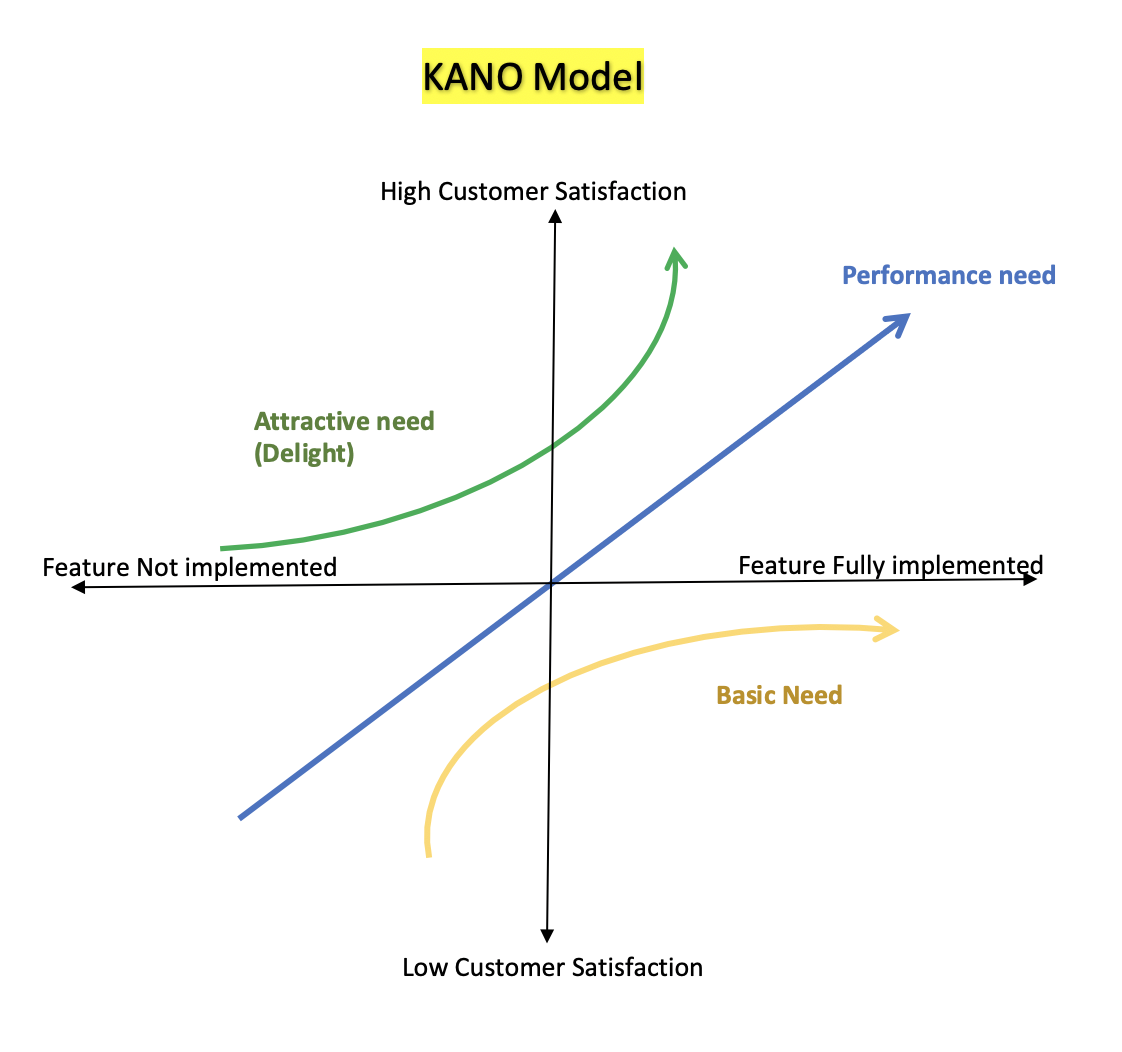 KANO Model
High Customer Satisfaction
Performance need
Attractive need
(Delight)
Feature Not implemented
Feature Fully implemented
Basic Need
Low Customer Satisfaction